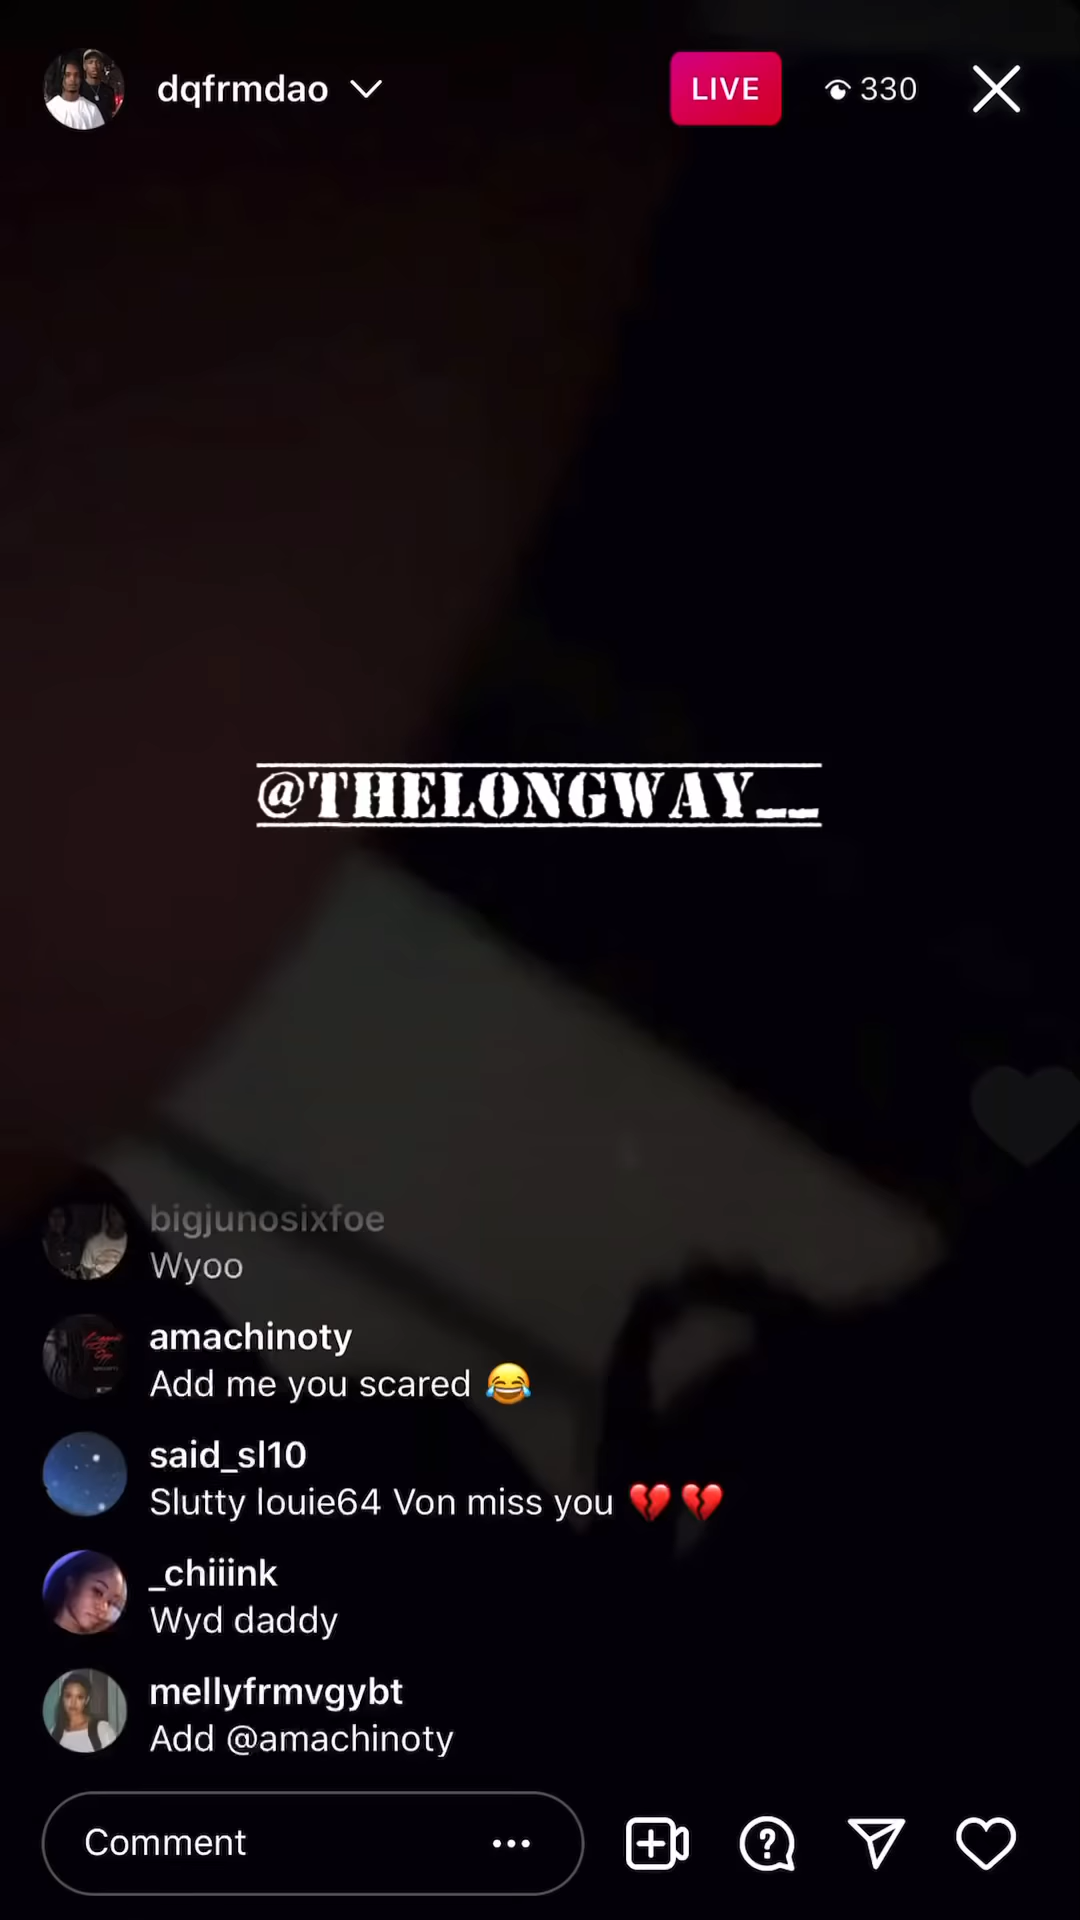 dqfrmdao
LIVE
330
@THELONGWAY__
bigjunosixfoe
Wyoo
amachinoty
Add me you scared 😂
said_sl10
Slutty louie64 Von miss you 💔 💔
_chiiink
Wyd daddy
mellyfrmvgybt
Add @amachinoty
Comment